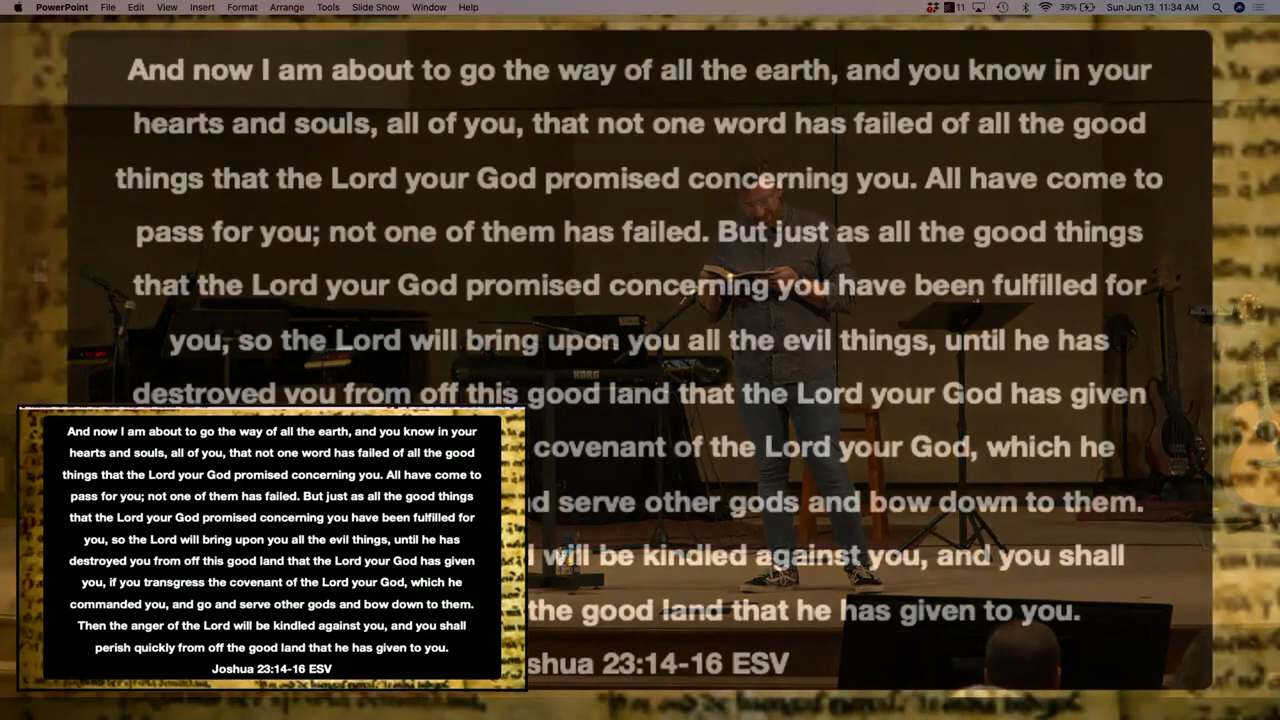 PowerPoint File Edit View Insert Format Arrange Tools Slide Show Window Help 11 39% Sun Jun 13 11:34 AM
And now I am about to go the way of all the earth, and you know in your
hearts and souls, all of you, that not one word has failed of all the good
things that the Lord your God promised concerning you. All have come to
pass for you; not one of them has failed. But just as all the good things
that the Lord your God promised concerning you have been fulfilled for
you, so the Lord will bring upon you all the evil things, until he has
destroyed you from off this good land that the Lord your God has given
covenant of the Lord your God, which he
d serve other gods and bow down to them.
l will be kindled against you, and you shall
the good land that he has given to you.
shua 23:14-16 ESV
KORG
And now I am about to go the way of all the earth, and you know in your
hearts and souls, all of you, that not one word has failed of all the good
things that the Lord your God promised concerning you. All have come to
pass for you; not one of them has failed. But just as all the good things
that the Lord your God promised concerning you have been fulfilled for
you, so the Lord will bring upon you all the evil things, until he has
destroyed you from off this good land that the Lord your God has given
you, if you transgress the covenant of the Lord your God, which he
commanded you, and go and serve other gods and bow down to them.
Then the anger of the Lord will be kindled against you, and you shall
perish quickly from off the good land that he has given to you.
Joshua 23:14-16 ESV